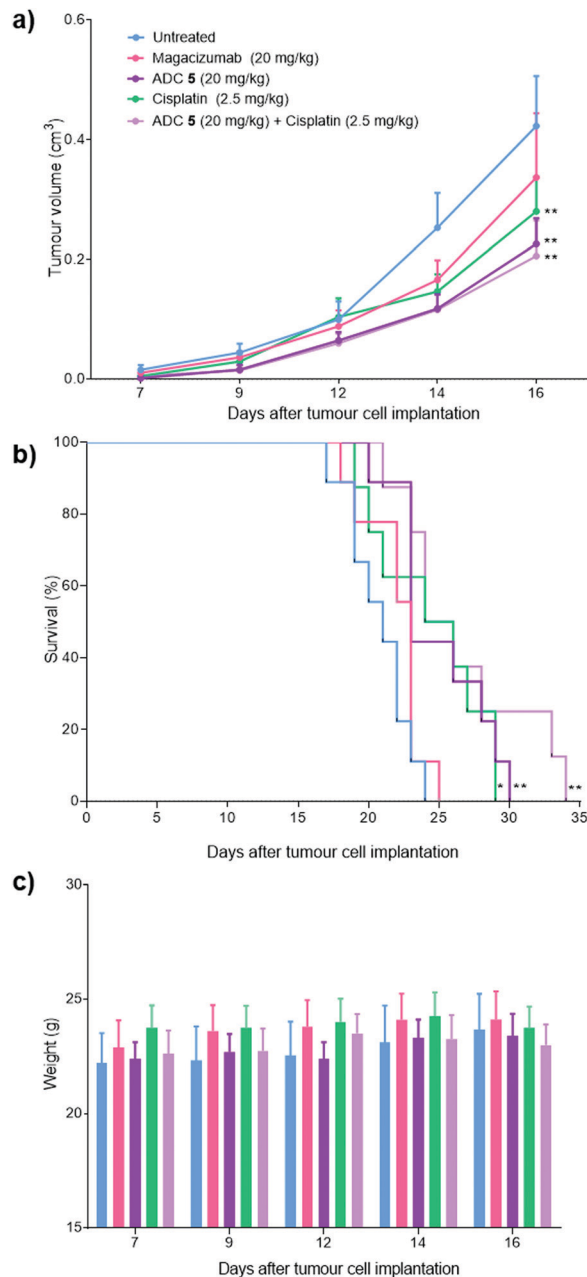 a)
Untreated
Magacizumab (20 mg/kg)
ADC 5 (20 mg/kg)
Cisplatin (2.5 mg/kg)
ADC 5 (20 mg/kg) + Cisplatin (2.5 mg/kg)
Tumour volume (cm3)
0.6
0.4
0.2
0.0
**
**
**
7 9 12 14 16
Days after tumour cell implantation
b)
Survival (%)
100
80
60
40
20
0
* ** **
0 5 10 15 20 25 30 35
Days after tumour cell implantation
c)
Weight (g)
30
25
20
15
7 9 12 14 16
Days after tumour cell implantation